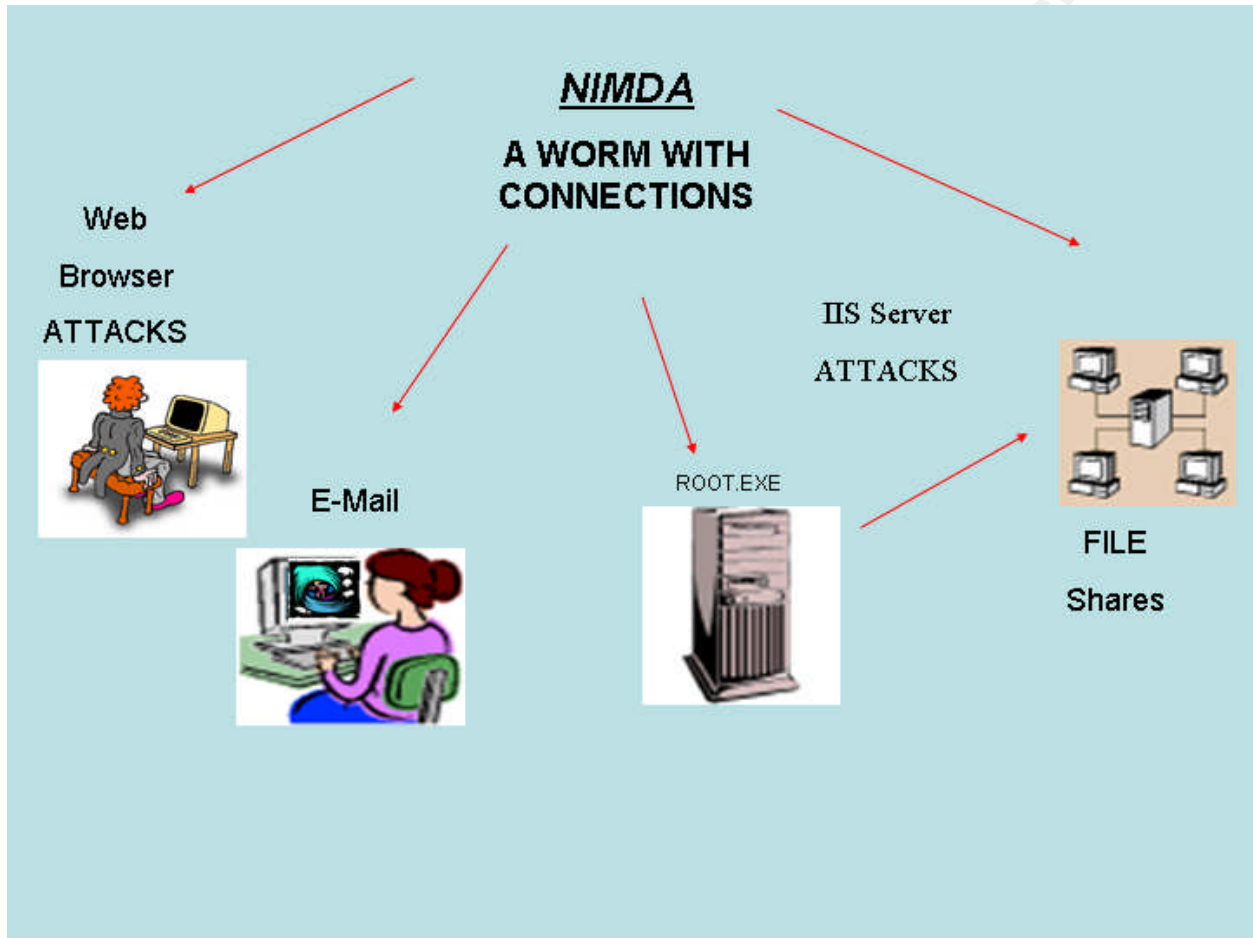 NIMDA
A WORM WITH
CONNECTIONS
Web
Browser
ATTACKS
E-Mail
ROOT.EXE
IIS Server
ATTACKS
FILE
Shares